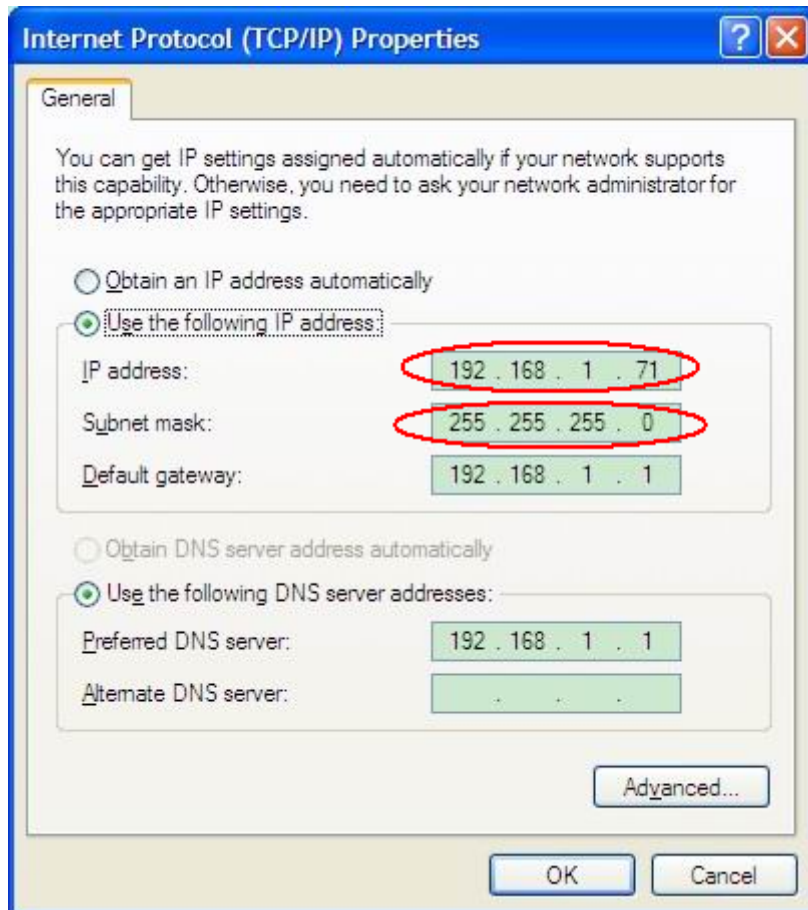 Internet Protocol (TCP/IP) Properties
General
You can get IP settings assigned automatically if your network supports
this capability. Otherwise, you need to ask your network administrator for
the appropriate IP settings.
Obtain an IP address automatically
Use the following IP address:
IP address: 192 . 168 . 1 . 71
Subnet mask: 255 . 255 . 255 . 0
Default gateway: 192 . 168 . 1 . 1
Obtain DNS server address automatically
Use the following DNS server addresses:
Preferred DNS server: 192 . 168 . 1 . 1
Alternate DNS server: . . .
Advanced...
OK Cancel